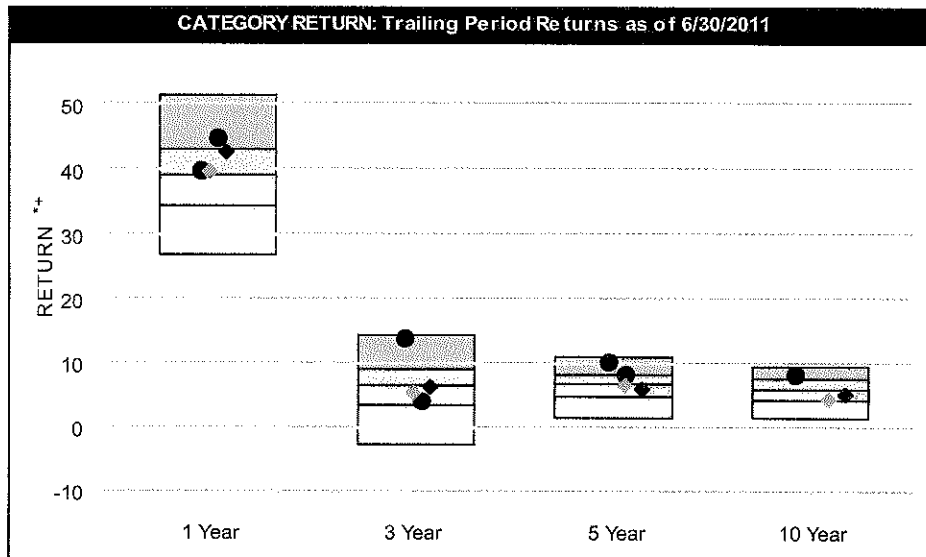 CATEGORY RETURN: Trailing Period Returns as of 6/30/2011
50
40
30
20
10
0
-10
RETURN *+
1 Year
3 Year
5 Year
10 Year